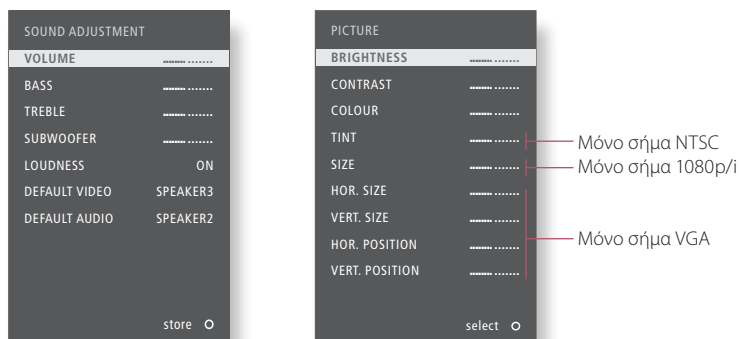 SOUND ADJUSTMENT
VOLUME
BASS
TREBLE
SUBWOOFER
LOUDNESS ON
DEFAULT VIDEO SPEAKER3
DEFAULT AUDIO SPEAKER2
store
PICTURE
BRIGHTNESS
CONTRAST
COLOUR
TINT
SIZE
HOR. SIZE
VERT. SIZE
HOR. POSITION
VERT. POSITION
select
Μόνο σήμα NTSC
Μόνο σήμα 1080p/i
Μόνο σήμα VGA